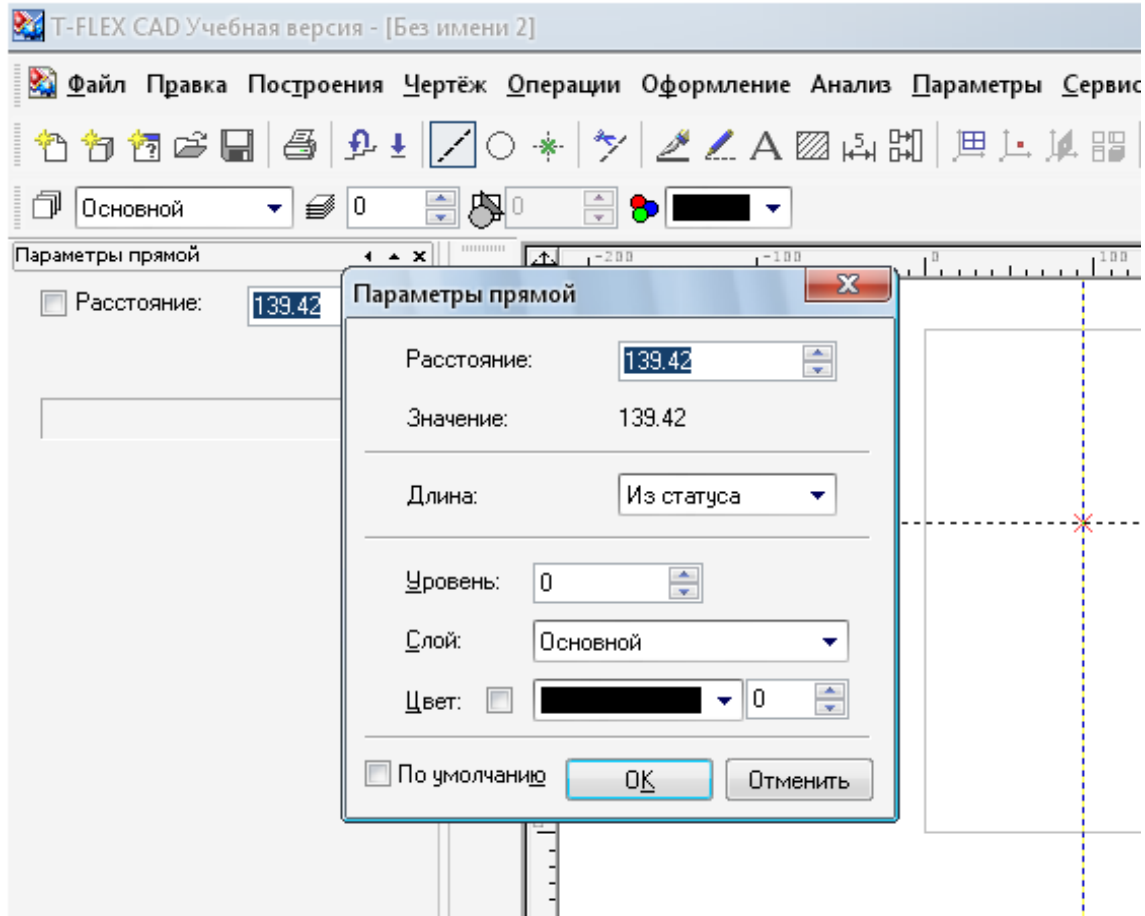 T-FLEX CAD Учебная версия - [Без имени 2]
Файл Правка Построения Чертёж Операции Оформление Анализ Параметры Сервис
Основной 0 0
Параметры прямой
-200 -100 0 100
Расстояние: 139.42
Параметры прямой
Расстояние: 139.42
Значение: 139.42
Длина: Из статуса
Уровень: 0
Слой: Основной
Цвет: 0
По умолчанию ОК Отменить